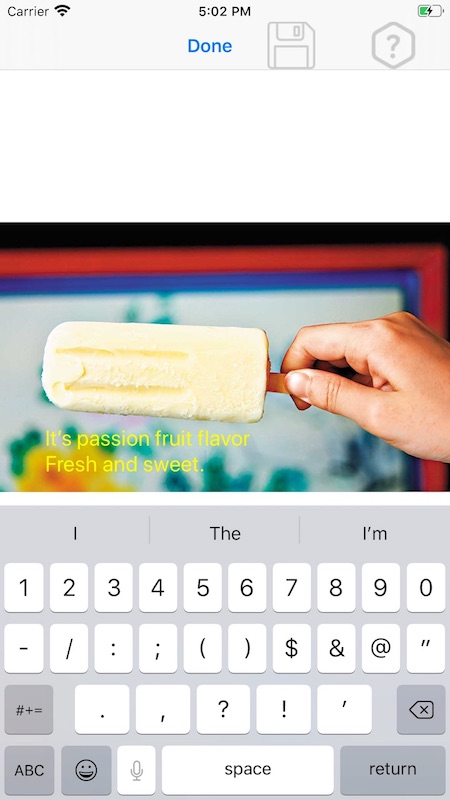 Carrier 5:02 PM
Done
?
It's passion fruit flavor
Fresh and sweet.
I The I'm
1 2 3 4 5 6 7 8 9 0
- / : ; ( ) $ & @ "
#+= . , ? ! '
ABC space return